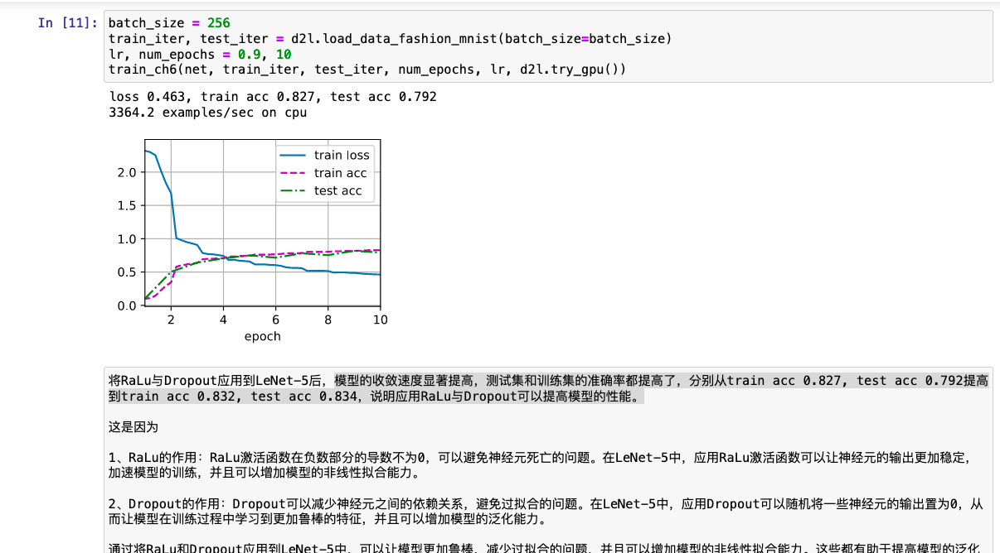 In [11]: batch_size = 256
train_iter, test_iter = d2l.load_data_fashion_mnist(batch_size=batch_size)
lr, num_epochs = 0.9, 10
train_ch6(net, train_iter, test_iter, num_epochs, lr, d2l.try_gpu())
loss 0.463, train acc 0.827, test acc 0.792
3364.2 examples/sec on cpu
train loss
train acc
test acc
2.0
1.5
1.0
0.5
0.0
2 4 6 8 10
epoch
将RaLu与Dropout应用到LeNet-5后，模型的收敛速度显著提高，测试集和训练集的准确率都提高了，分别从train acc 0.827, test acc 0.792提高
到train acc 0.832, test acc 0.834，说明应用RaLu与Dropout可以提高模型的性能。
这是因为
1、RaLu的作用：RaLu激活函数在负数部分的导数不为0，可以避免神经元死亡的问题。在LeNet-5中，应用RaLu激活函数可以让神经元的输出更加稳定，
加速模型的训练，并且可以增加模型的非线性拟合能力。
2、Dropout的作用：Dropout可以减少神经元之间的依赖关系，避免过拟合的问题。在LeNet-5中，应用Dropout可以随机将一些神经元的输出置为0，从
而让模型在训练过程中学习到更加鲁棒的特征，并且可以增加模型的泛化能力。
通过将RaLu和Dropout应用到LeNet-5中，可以让模型更加鲁棒，减少过拟合的问题，并且可以增加模型的非线性拟合能力。这些都有助于提高模型的泛化